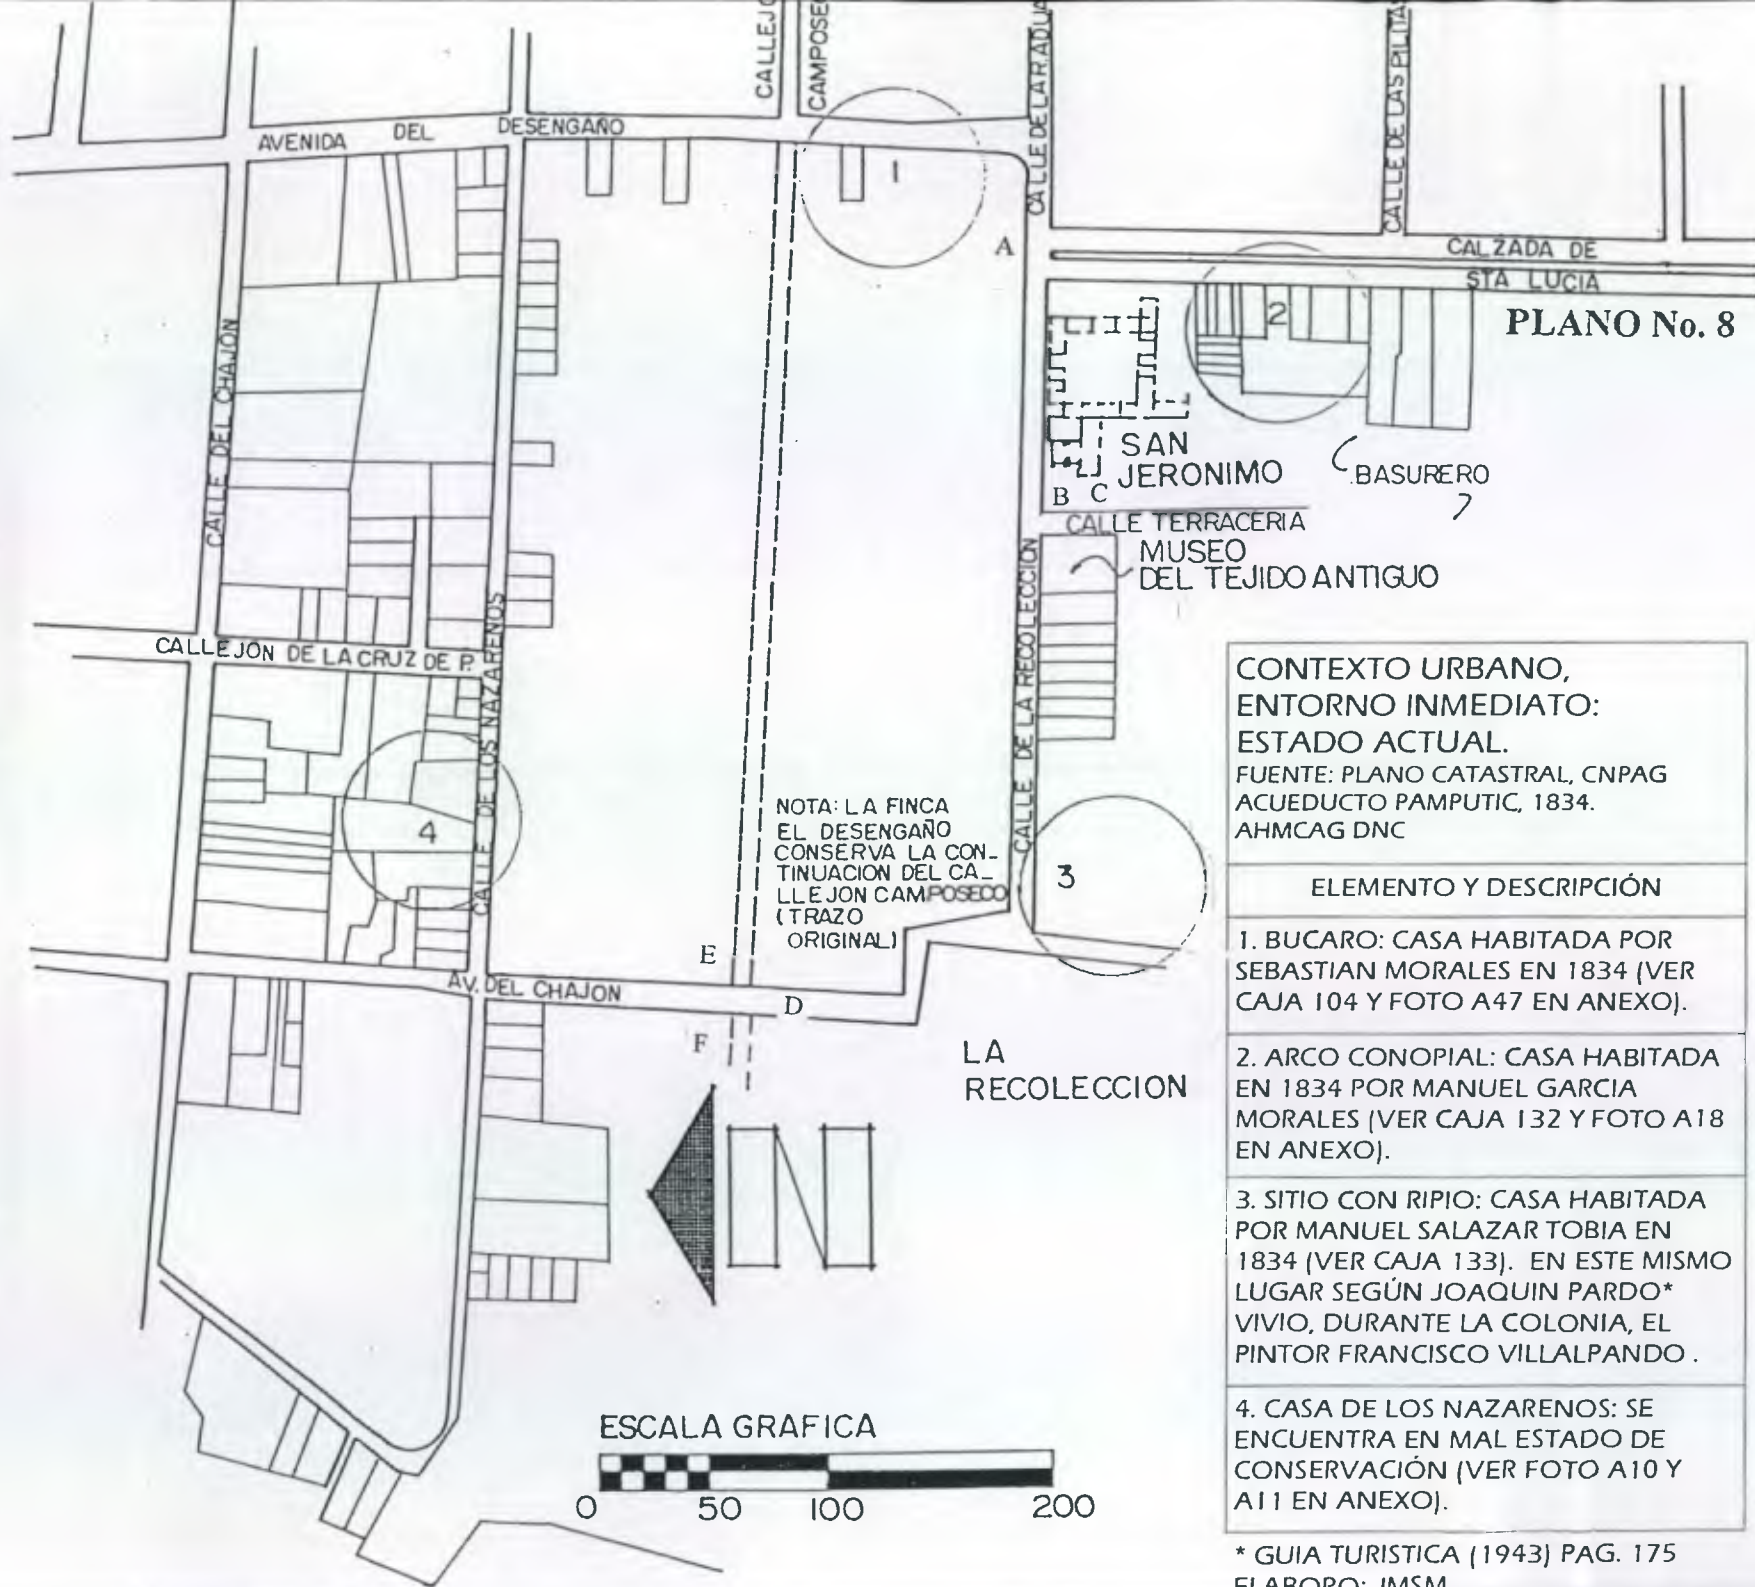 CALLEJO
CAMPOSE
CALLE DE LA R. ADUA
CALLE DE LAS PILITAS
AVENIDA DEL DESENGAÑO
1
A
CALZADA DE
STA LUCIA
PLANO No. 8
2
CALLE DEL CHAJÓN
SAN
JERONIMO
B C
BASURERO
CALLE TERRACERIA
MUSEO
DEL TEJIDO ANTIGUO
CALLE DE LA RECOLECCION
CALLEJÓN DE LA CRUZ DE P.
CALLE DE LOS NAZARENOS
4
NOTA: LA FINCA
EL DESENGAÑO
CONSERVA LA CON_
TINUACION DEL CA_
LLEJON CAMPOSECO
(TRAZO
ORIGINAL)
3
E
AV. DEL CHAJON
D
F
LA
RECOLECCION
N
ESCALA GRAFICA
0 50 100 200
CONTEXTO URBANO,
ENTORNO INMEDIATO:
ESTADO ACTUAL.
FUENTE: PLANO CATASTRAL, CNPAG
ACUEDUCTO PAMPUTIC, 1834.
AHMCAG DNC
ELEMENTO Y DESCRIPCIÓN
1. BUCARO: CASA HABITADA POR
SEBASTIAN MORALES EN 1834 (VER
CAJA 104 Y FOTO A47 EN ANEXO).
2. ARCO CONOPIAL: CASA HABITADA
EN 1834 POR MANUEL GARCIA
MORALES (VER CAJA 132 Y FOTO A18
EN ANEXO).
3. SITIO CON RIPIO: CASA HABITADA
POR MANUEL SALAZAR TOBIA EN
1834 (VER CAJA 133). EN ESTE MISMO
LUGAR SEGÚN JOAQUIN PARDO*
VIVIO, DURANTE LA COLONIA, EL
PINTOR FRANCISCO VILLALPANDO .
4. CASA DE LOS NAZARENOS: SE
ENCUENTRA EN MAL ESTADO DE
CONSERVACIÓN (VER FOTO A10 Y
A11 EN ANEXO).
* GUIA TURISTICA (1943) PAG. 175
ELABORO: JMSM